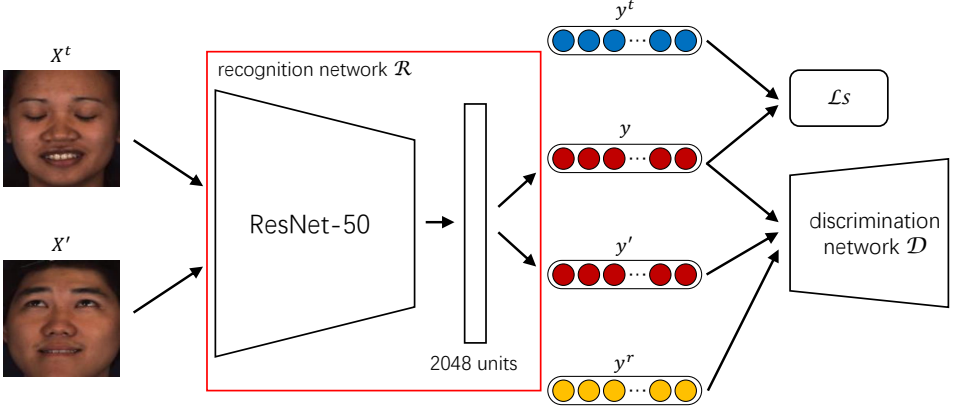 X^t
X′
recognition network ℛ
ResNet-50
2048 units
y^t
y
y′
y^r
ℒs
discrimination
network 𝒟